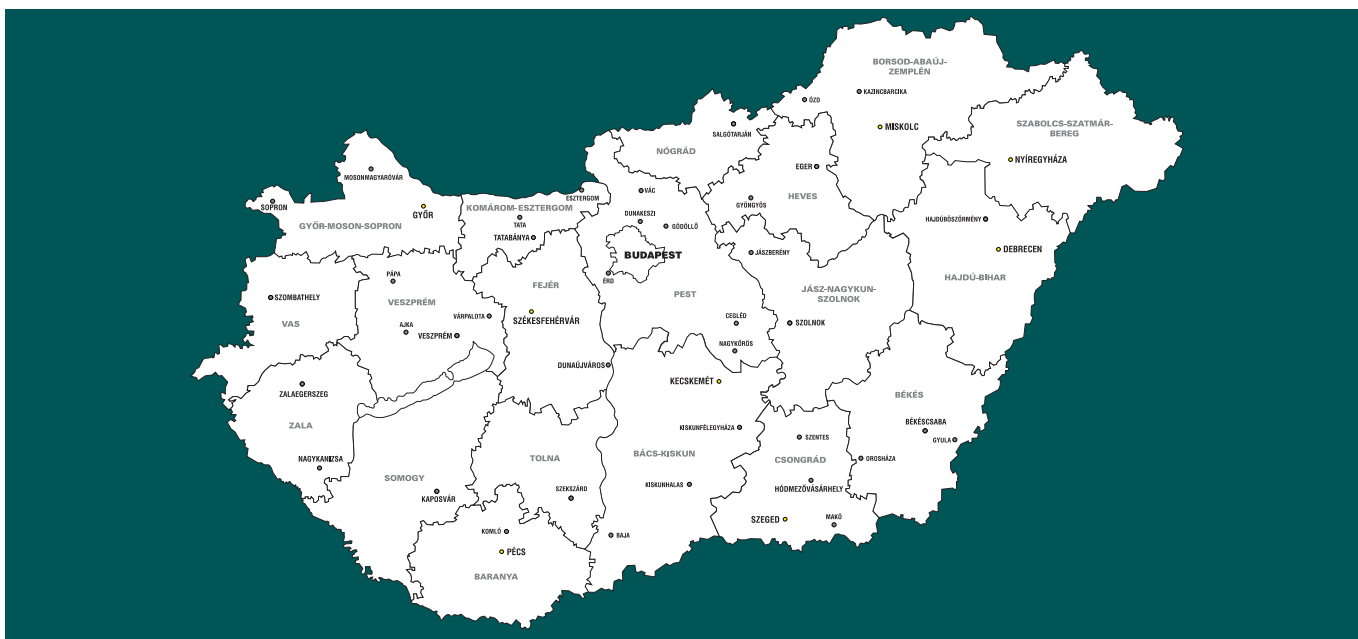 BORSOD-ABAÚJ-
ZEMPLÉN
KAZINCBARCIKA
ÓZD
MISKOLC
SZABOLCS-SZATMÁR-
BEREG
NYÍREGYHÁZA
SALGÓTARJÁN
NÓGRÁD
EGER
HEVES
GYÖNGYÖS
MOSONMAGYARÓVÁR
SOPRON
GYŐR
GYŐR-MOSON-SOPRON
KOMÁROM-ESZTERGOM
ESZTERGOM
TATA
TATABÁNYA
VÁC
DUNAKESZI
GÖDÖLLŐ
BUDAPEST
ÉRD
PEST
CEGLÉD
NAGYKŐRÖS
HAJDÚBÖSZÖRMÉNY
DEBRECEN
HAJDÚ-BIHAR
JÁSZBERÉNY
JÁSZ-NAGYKUN-
SZOLNOK
SZOLNOK
PÁPA
VESZPRÉM
VÁRPALOTA
AJKA
VESZPRÉM
SZOMBATHELY
VAS
FEJÉR
SZÉKESFEHÉRVÁR
DUNAÚJVÁROS
ZALAEGERSZEG
ZALA
NAGYKANIZSA
SOMOGY
KAPOSVÁR
TOLNA
SZEKSZÁRD
KECSKEMÉT
KISKUNFÉLEGYHÁZA
BÁCS-KISKUN
KISKUNHALAS
BAJA
BÉKÉS
BÉKÉSCSABA
GYULA
OROSHÁZA
SZENTES
CSONGRÁD
HÓDMEZŐVÁSÁRHELY
SZEGED
MAKÓ
KOMLÓ
PÉCS
BARANYA